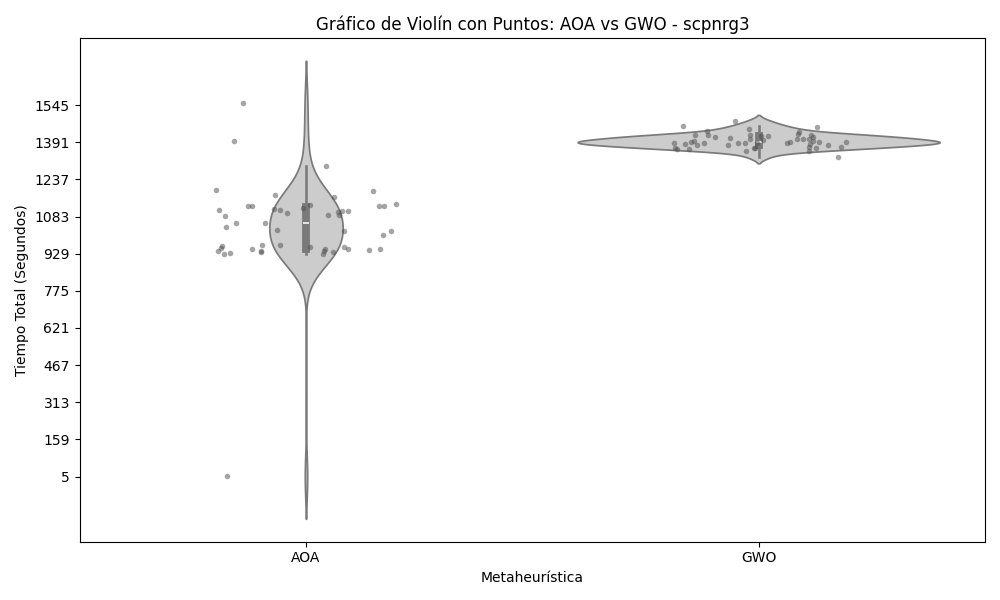 Gráfico de Violín con Puntos: AOA vs GWO - scpnrg3
Tiempo Total (Segundos)
1545
1391
1237
1083
929
775
621
467
313
159
5
AOA
GWO
Metaheurística